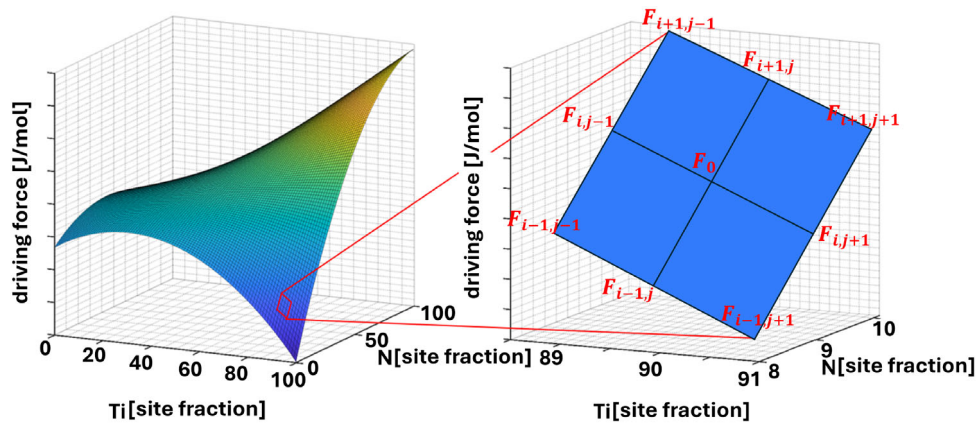 driving force [J/mol]
0
20
40
60
80
100
Ti[site fraction]
0
50
100
N[site fraction]
driving force [J/mol]
89
90
91
Ti[site fraction]
8
9
10
N[site fraction]
F_{i+1,j-1}
F_{i+1,j}
F_{i+1,j+1}
F_{i,j-1}
F_0
F_{i,j+1}
F_{i-1,j-1}
F_{i-1,j}
F_{i-1,j+1}